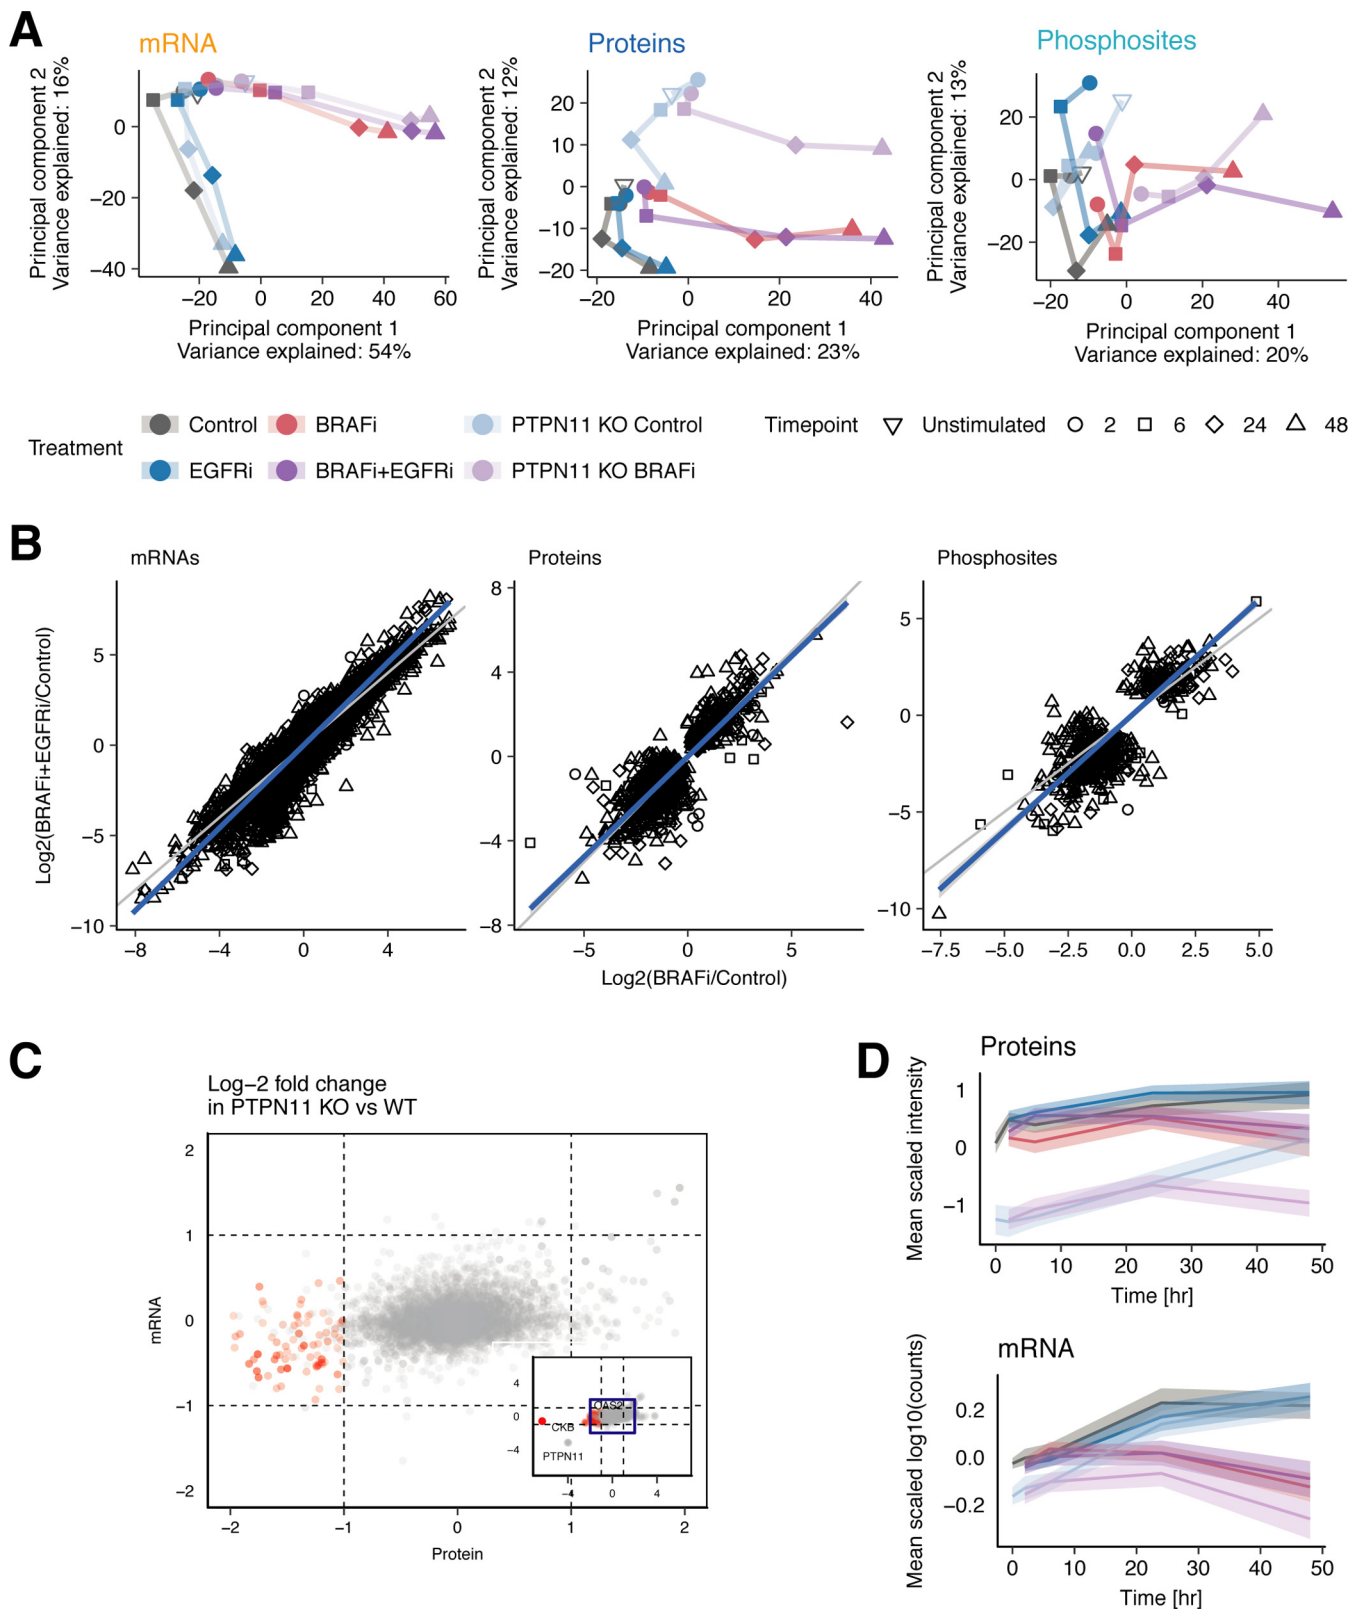 A
mRNA
Principal component 2
Variance explained: 16%
0
−20
−40
−20
0
20
40
60
Principal component 1
Variance explained: 54%
Proteins
Principal component 2
Variance explained: 12%
20
10
0
−10
−20
−20
0
20
40
Principal component 1
Variance explained: 23%
Phosphosites
Principal component 2
Variance explained: 13%
20
0
−20
−20
0
20
40
Principal component 1
Variance explained: 20%
Treatment
Control
BRAFi
PTPN11 KO Control
EGFRi
BRAFi+EGFRi
PTPN11 KO BRAFi
Timepoint
Unstimulated
2
6
24
48
B
mRNAs
Log2(BRAFi+EGFRi/Control)
5
0
−5
−10
−8
−4
0
4
Proteins
8
4
0
−4
−8
−5
0
5
Log2(BRAFi/Control)
Phosphosites
5
0
−5
−10
−7.5
−5.0
−2.5
0.0
2.5
5.0
C
Log−2 fold change
in PTPN11 KO vs WT
mRNA
2
1
0
−1
−2
−2
−1
0
1
2
Protein
4
0
−4
OAS2
CKB
PTPN11
−4
0
4
D
Proteins
Mean scaled intensity
1
0
−1
0
10
20
30
40
50
Time [hr]
mRNA
Mean scaled log10(counts)
0.2
0.0
−0.2
0
10
20
30
40
50
Time [hr]